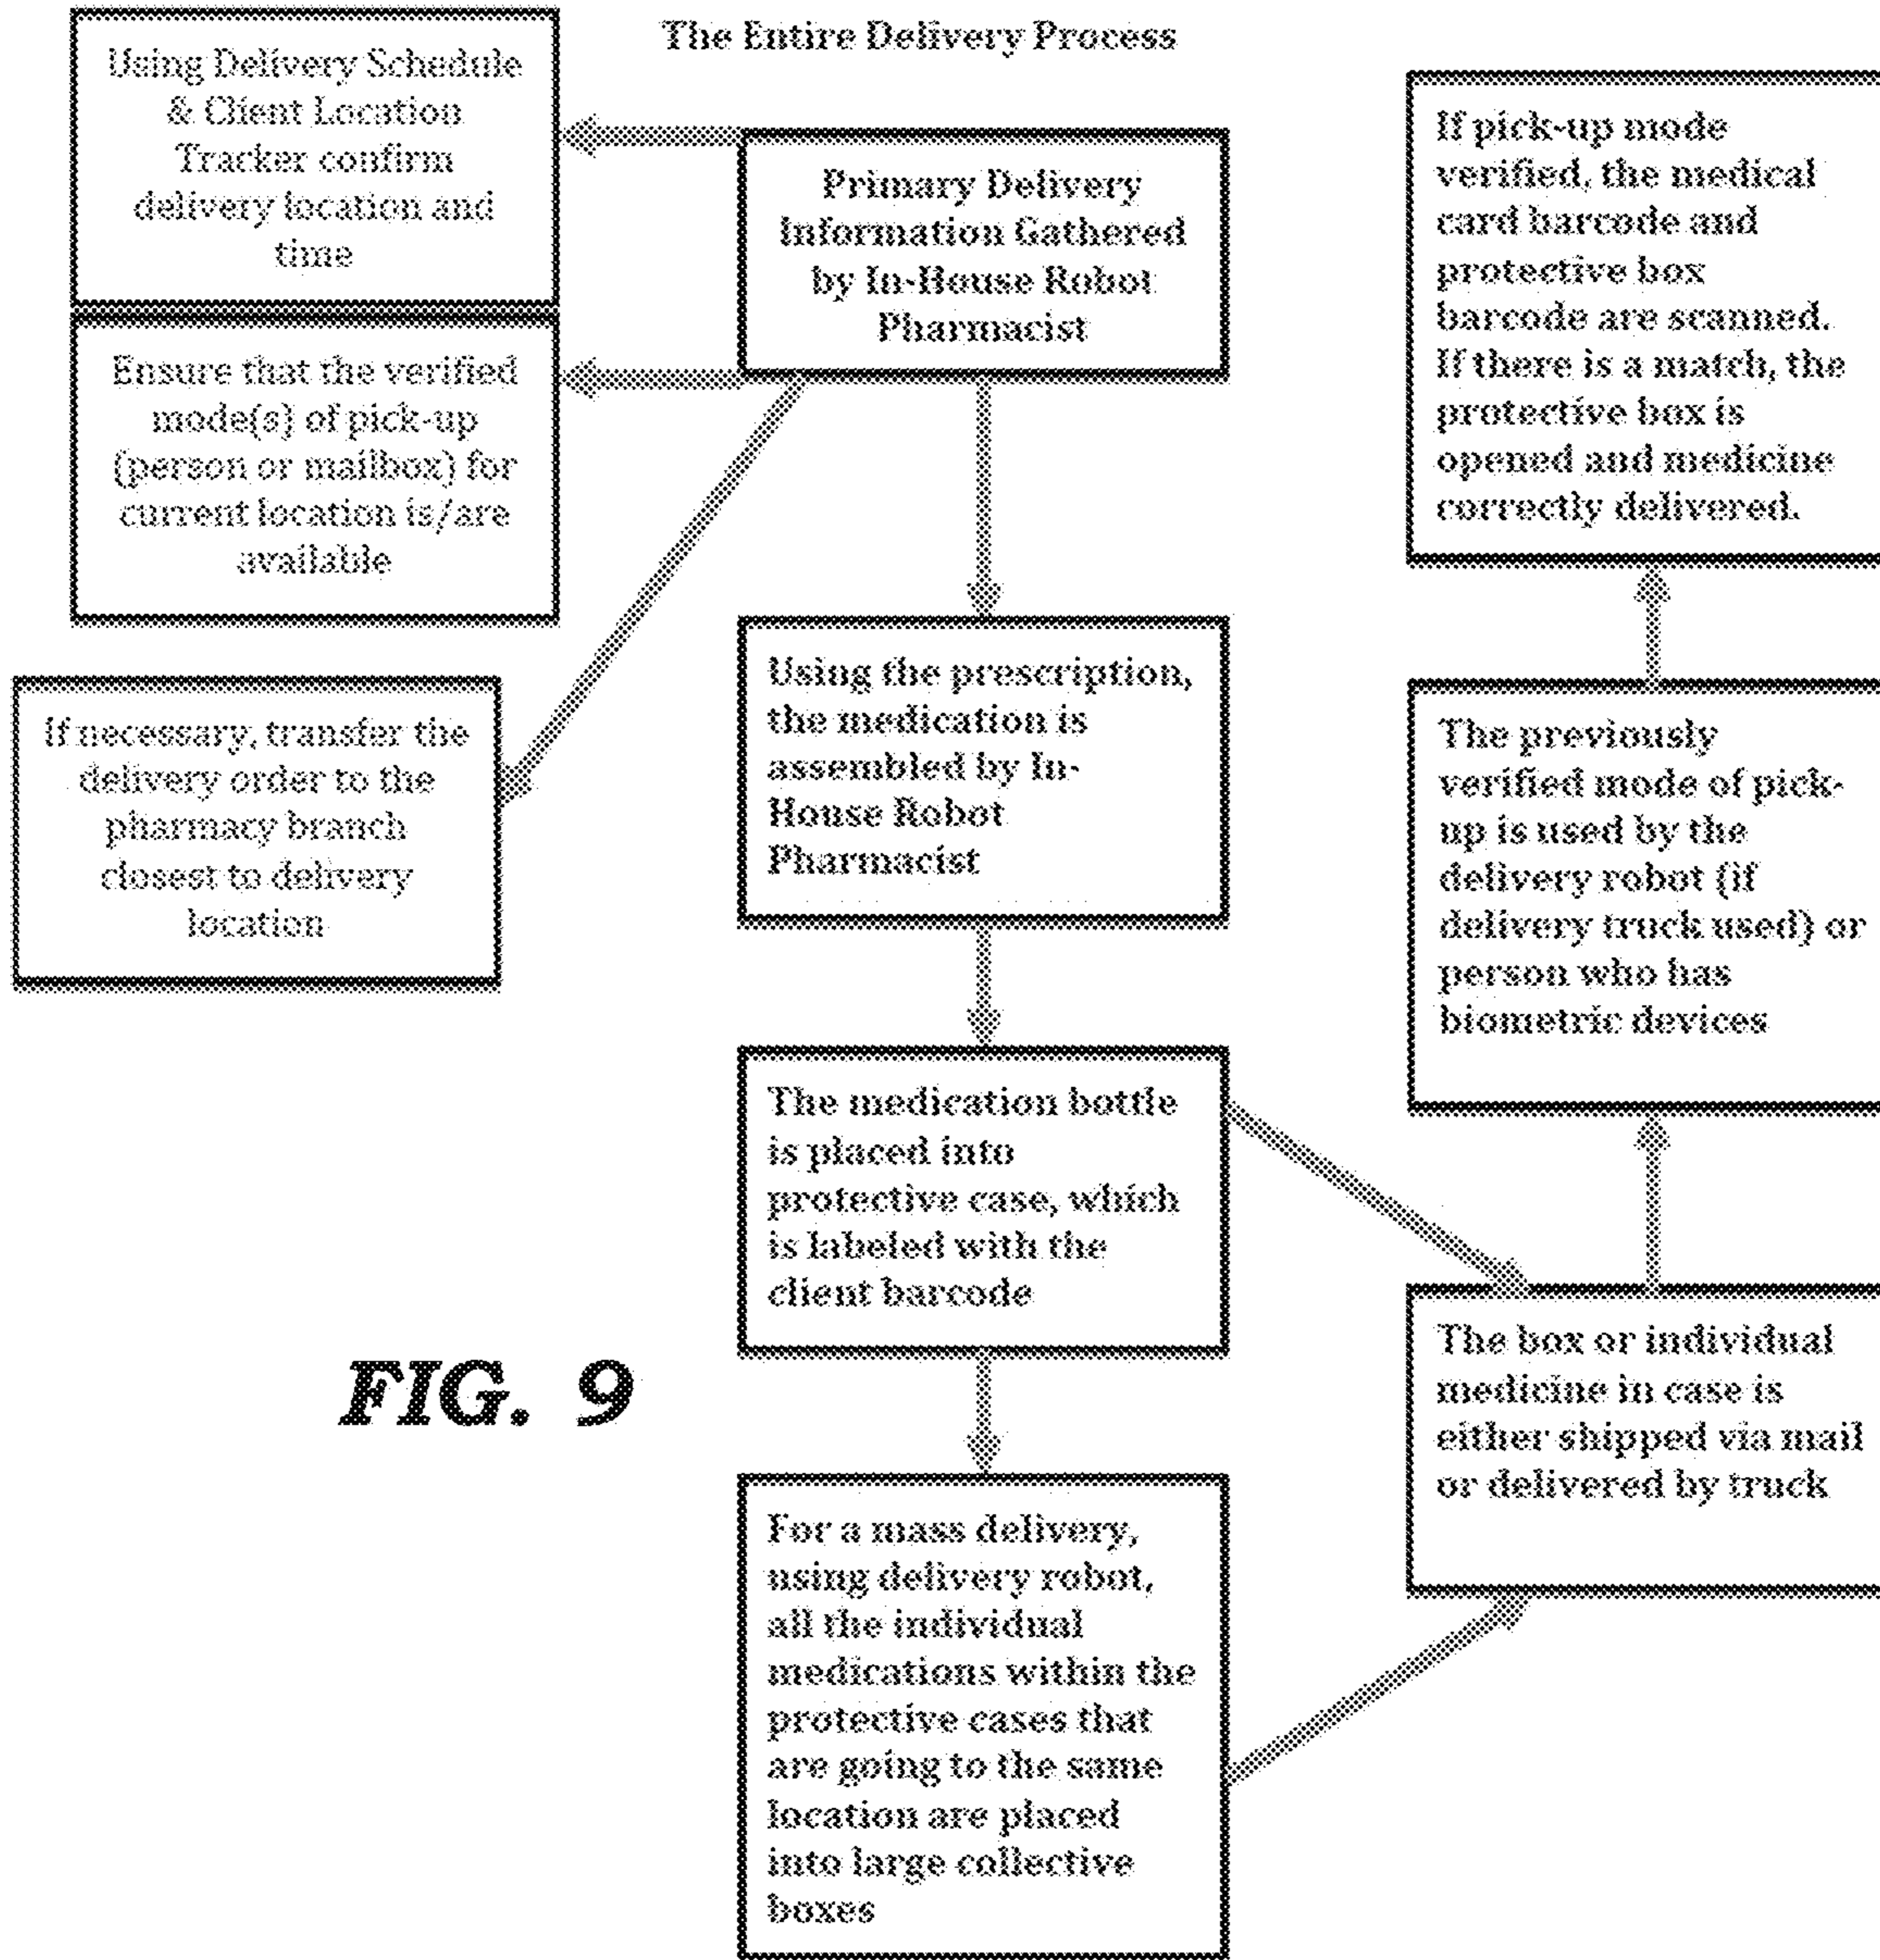 The Entire Delivery Process
Using Delivery Schedule
& Client Location
Tracker confirm
delivery location and
time
Ensure that the verified
mode(s) of pick-up
(person or mailbox) for
current location is/are
available
If necessary, transfer the
delivery order to the
pharmacy branch
closest to delivery
location
Primary Delivery
Information Gathered
by In-House Robot
Pharmacist
Using the prescription,
the medication is
assembled by In-
House Robot
Pharmacist
The medication bottle
is placed into
protective case, which
is labeled with the
client barcode
For a mass delivery,
using delivery robot,
all the individual
medications within the
protective cases that
are going to the same
location are placed
into large collective
boxes
The box or individual
medicine in case is
either shipped via mail
or delivered by truck
The previously
verified mode of pick-
up is used by the
delivery robot (if
delivery truck used) or
person who has
biometric devices
If pick-up mode
verified, the medical
card barcode and
protective box
barcode are scanned.
If there is a match, the
protective box is
opened and medicine
correctly delivered.
FIG. 9